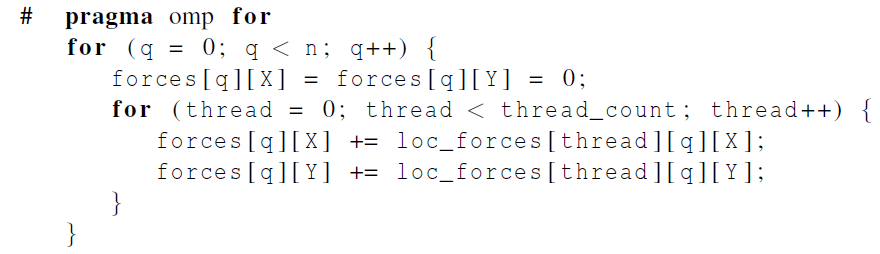 # pragma omp for
for (q = 0; q < n; q++) {
forces[q][X] = forces[q][Y] = 0;
for (thread = 0; thread < thread_count; thread++) {
forces[q][X] += loc_forces[thread][q][X];
forces[q][Y] += loc_forces[thread][q][Y];
}
}